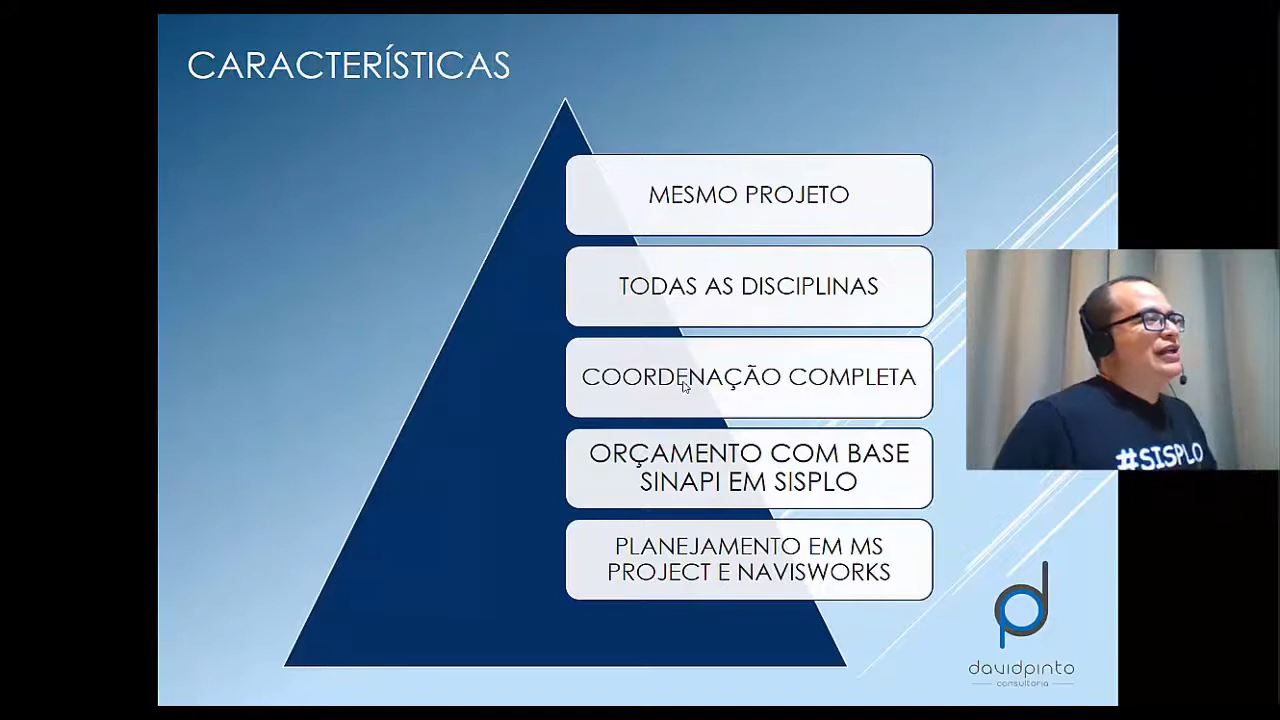 CARACTERÍSTICAS
MESMO PROJETO
TODAS AS DISCIPLINAS
COORDENAÇÃO COMPLETA
ORÇAMENTO COM BASE
SINAPI EM SISPLO
PLANEJAMENTO EM MS
PROJECT E NAVISWORKS
#SISPLO
davidpinto
consultoria